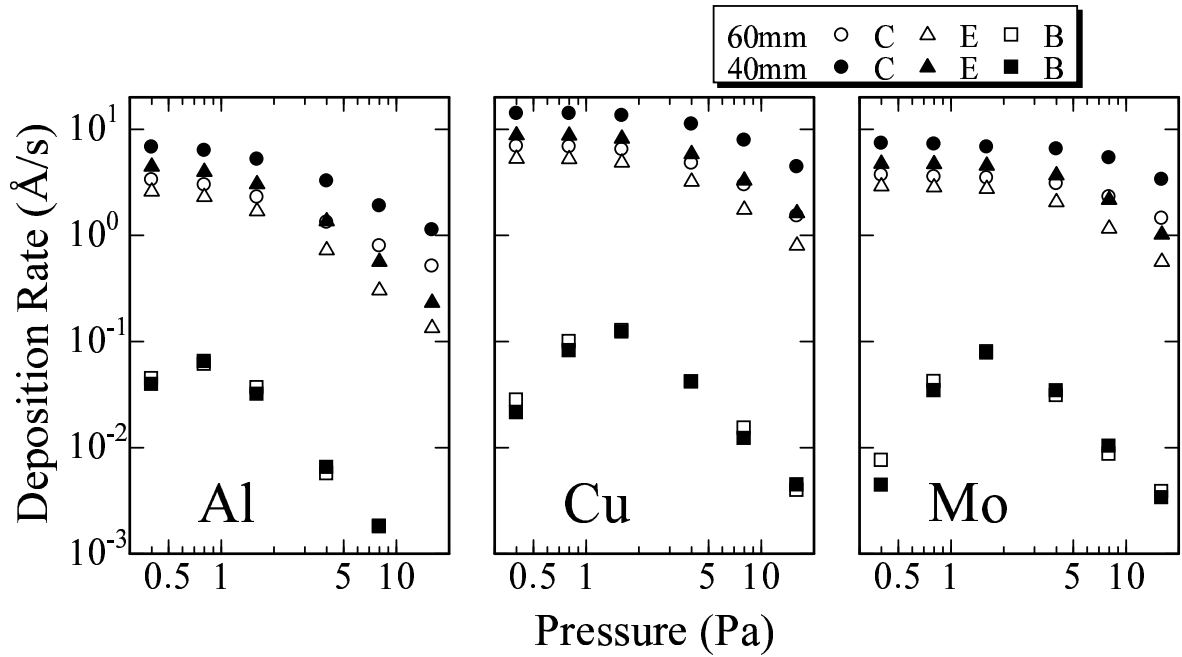 60mm ○ C △ E □ B
40mm ● C ▲ E ■ B
Deposition Rate (Å/s)
10^1
10^0
10^-1
10^-2
10^-3
Al
Cu
Mo
0.5 1 5 10
0.5 1 5 10
0.5 1 5 10
Pressure (Pa)